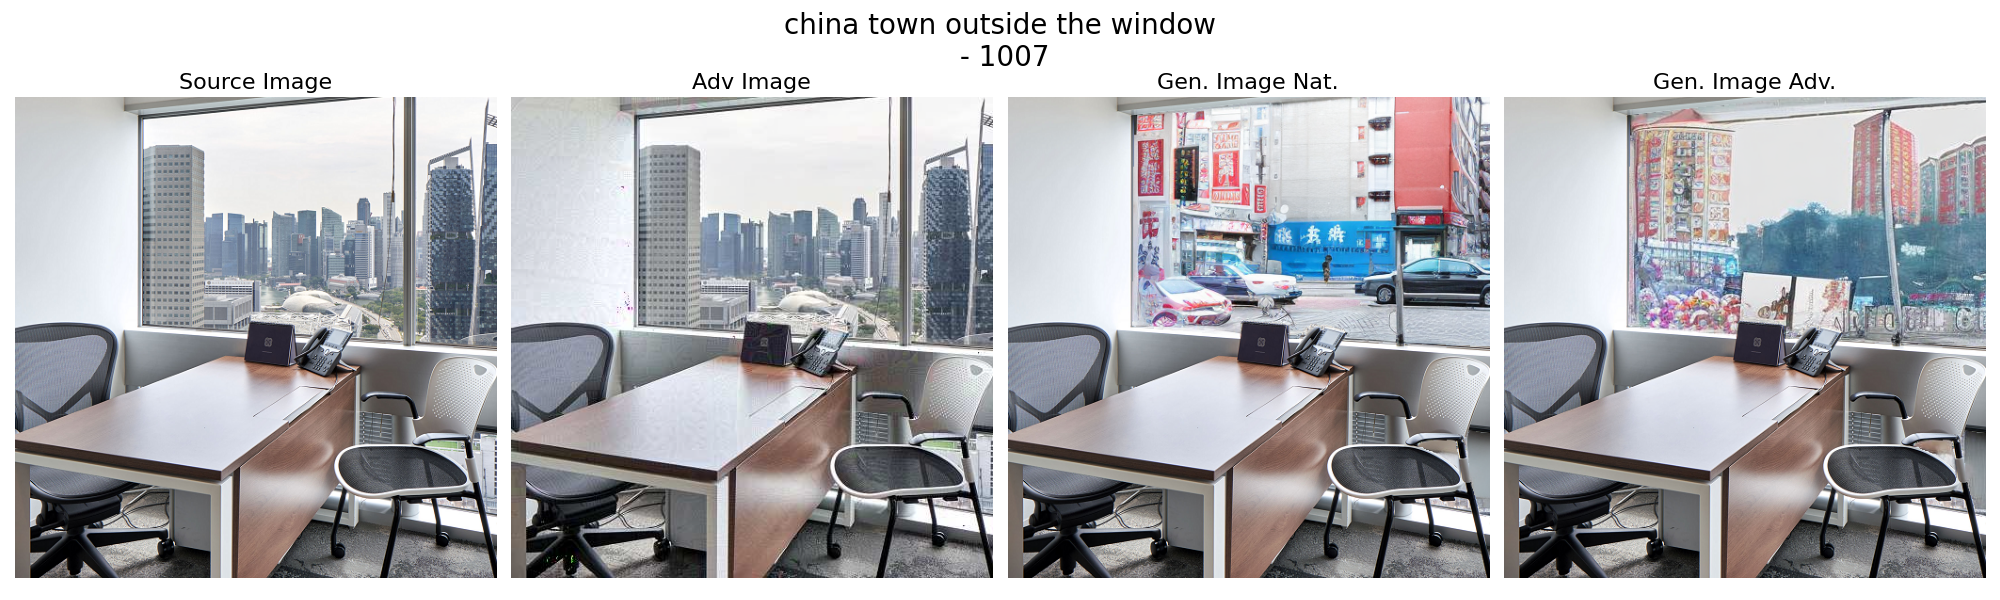 china town outside the window
- 1007
Source Image
Adv Image
Gen. Image Nat.
Gen. Image Adv.